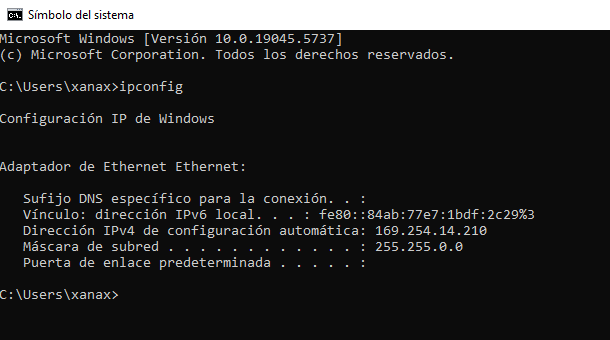 Símbolo del sistema
Microsoft Windows [Versión 10.0.19045.5737]
(c) Microsoft Corporation. Todos los derechos reservados.
C:\Users\xanax>ipconfig
Configuración IP de Windows
Adaptador de Ethernet Ethernet:
Sufijo DNS específico para la conexión. . :
Vínculo: dirección IPv6 local. . . : fe80::84ab:77e7:1bdf:2c29%3
Dirección IPv4 de configuración automática: 169.254.14.210
Máscara de subred . . . . . . . . . . . . : 255.255.0.0
Puerta de enlace predeterminada . . . . . :
C:\Users\xanax>